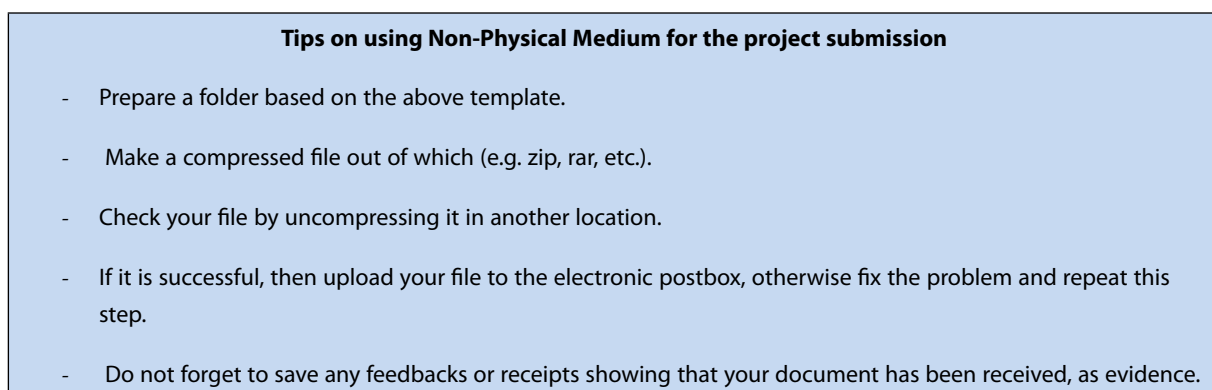 Tips on using Non-Physical Medium for the project submission
- Prepare a folder based on the above template.
- Make a compressed file out of which (e.g. zip, rar, etc.).
- Check your file by uncompressing it in another location.
- If it is successful, then upload your file to the electronic postbox, otherwise fix the problem and repeat this
step.
- Do not forget to save any feedbacks or receipts showing that your document has been received, as evidence.